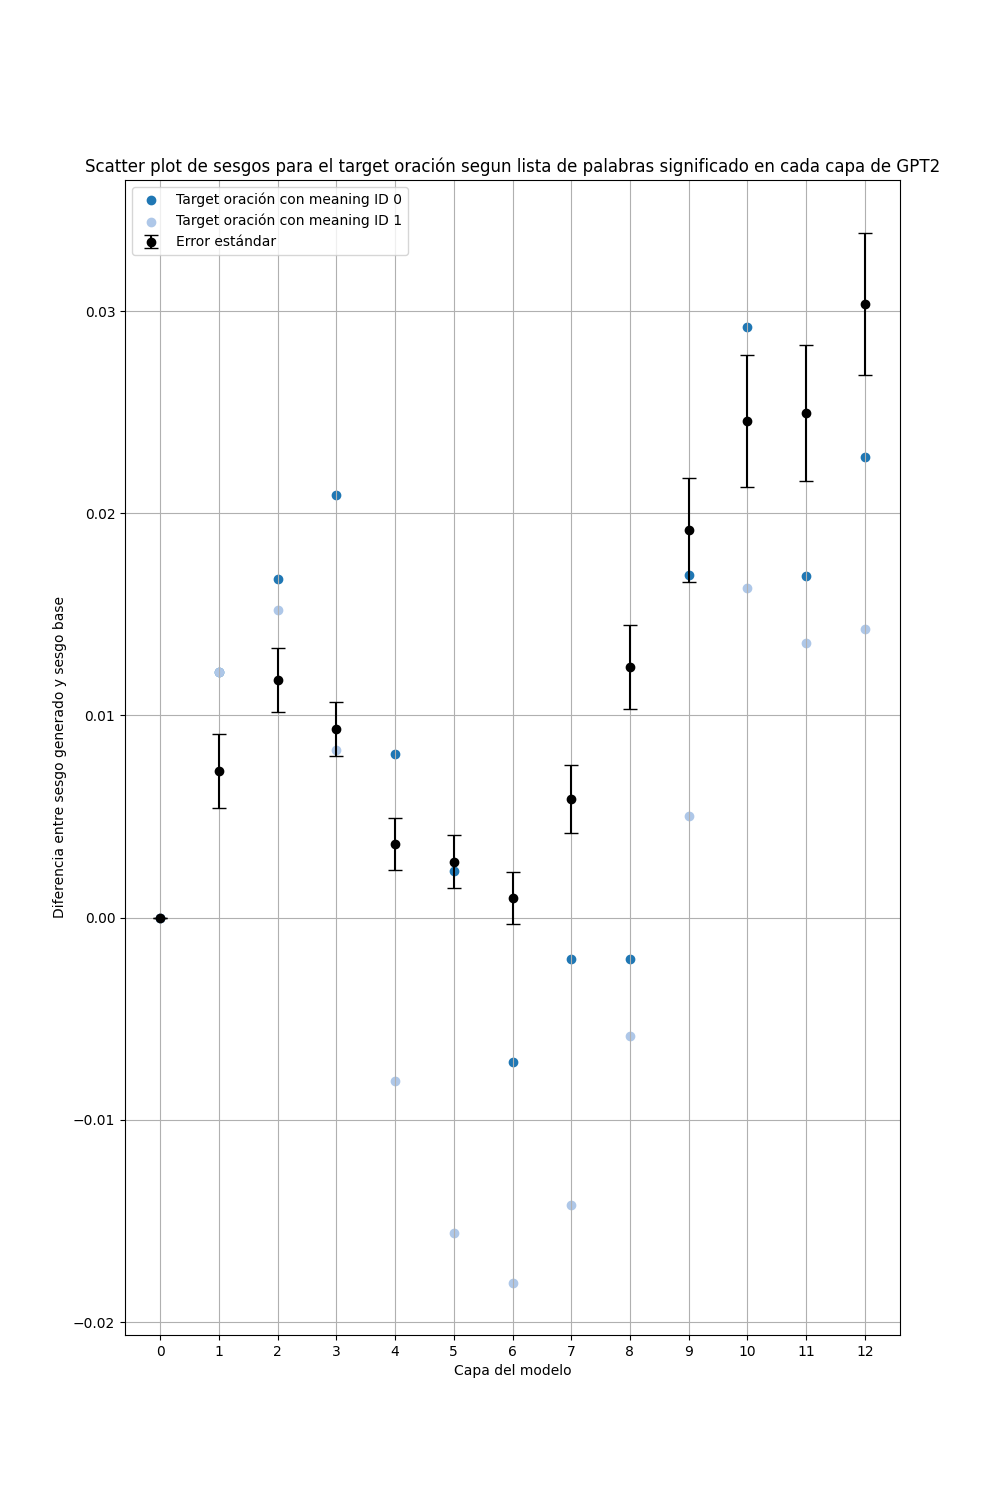 Scatter plot de sesgos para el target oración segun lista de palabras significado en cada capa de GPT2
Target oración con meaning ID 0
Target oración con meaning ID 1
Error estándar
0.03
0.02
0.01
0.00
−0.01
−0.02
Diferencia entre sesgo generado y sesgo base
0 1 2 3 4 5 6 7 8 9 10 11 12
Capa del modelo